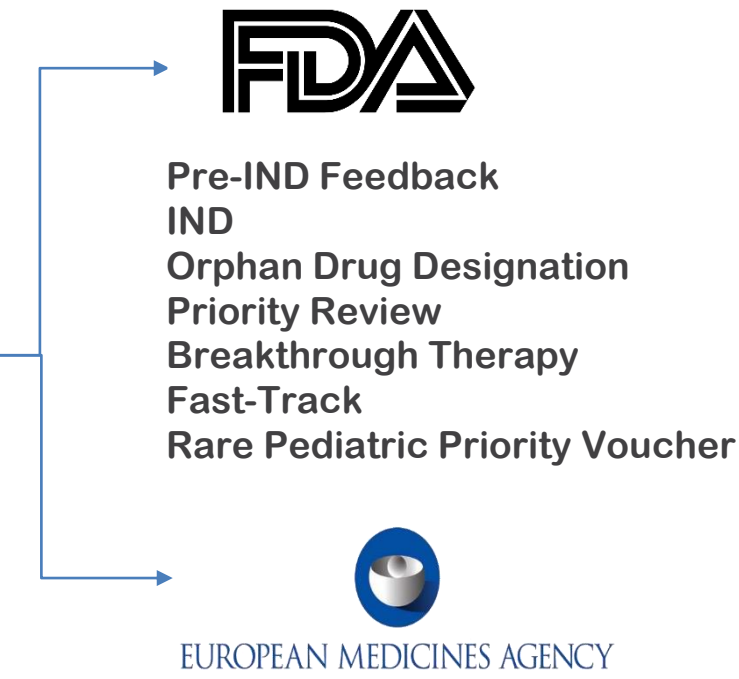 FDA
Pre-IND Feedback
IND
Orphan Drug Designation
Priority Review
Breakthrough Therapy
Fast-Track
Rare Pediatric Priority Voucher
EUROPEAN MEDICINES AGENCY